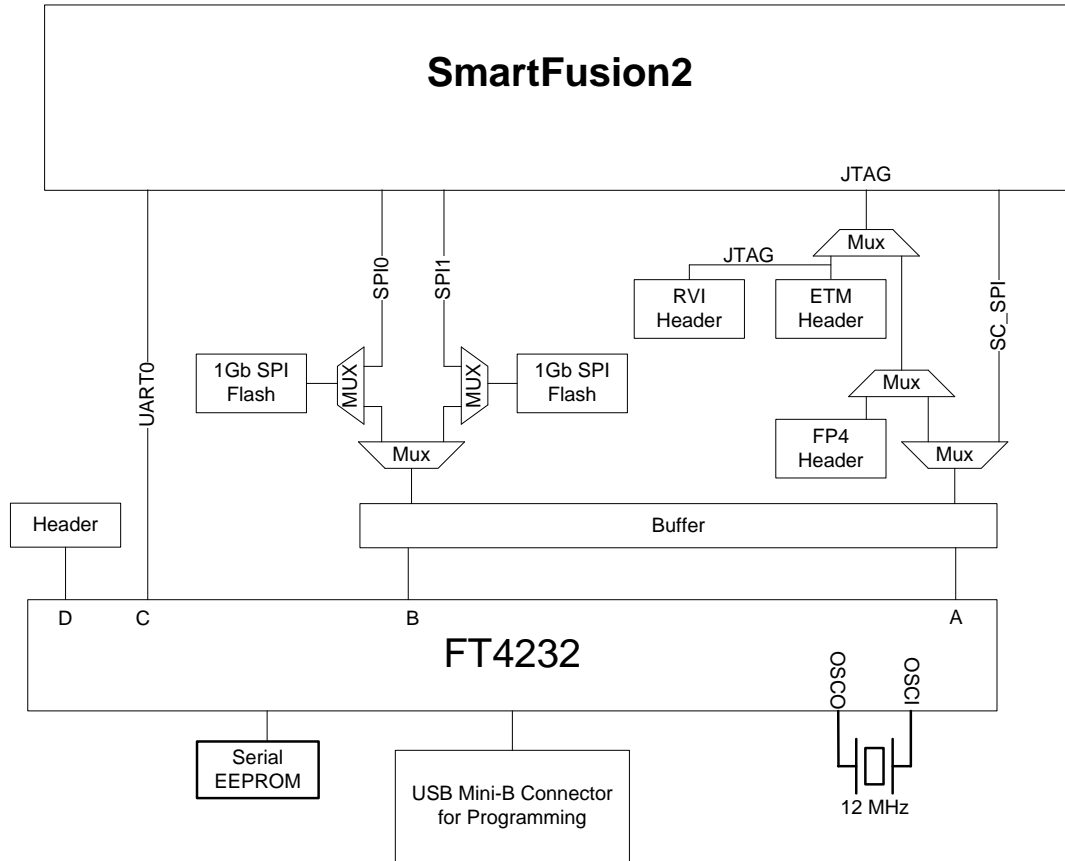 SmartFusion2
JTAG
Mux
JTAG
SPI0
SPI1
SC_SPI
RVI
Header
ETM
Header
UART0
1Gb SPI
Flash
MUX
MUX
1Gb SPI
Flash
Mux
FP4
Header
Mux
Mux
Header
Buffer
D
C
B
A
FT4232
OSCO
OSCI
Serial
EEPROM
USB Mini-B Connector
for Programming
12 MHz